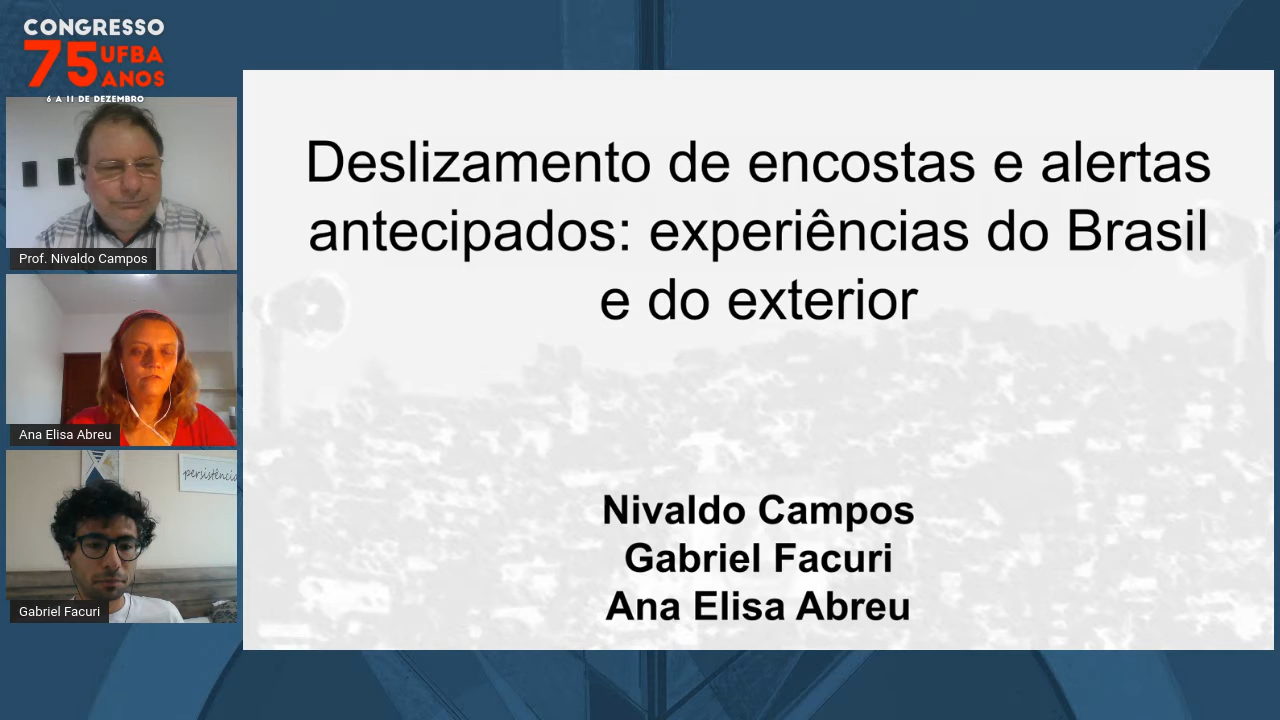 CONGRESSO
75 UFBA
ANOS
6 A 11 DE DEZEMBRO
Prof. Nivaldo Campos
Ana Elisa Abreu
persistência
Gabriel Facuri
Deslizamento de encostas e alertas
antecipados: experiências do Brasil
e do exterior
Nivaldo Campos
Gabriel Facuri
Ana Elisa Abreu